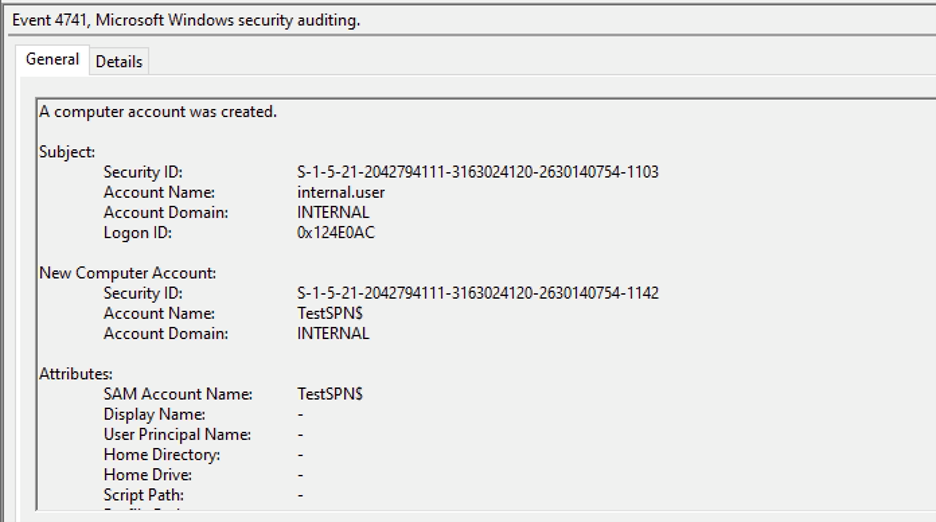 Event 4741, Microsoft Windows security auditing.
General Details
A computer account was created.
Subject:
Security ID: S-1-5-21-2042794111-3163024120-2630140754-1103
Account Name: internal.user
Account Domain: INTERNAL
Logon ID: 0x124E0AC
New Computer Account:
Security ID: S-1-5-21-2042794111-3163024120-2630140754-1142
Account Name: TestSPN$
Account Domain: INTERNAL
Attributes:
SAM Account Name: TestSPN$
Display Name: -
User Principal Name: -
Home Directory: -
Home Drive: -
Script Path: -